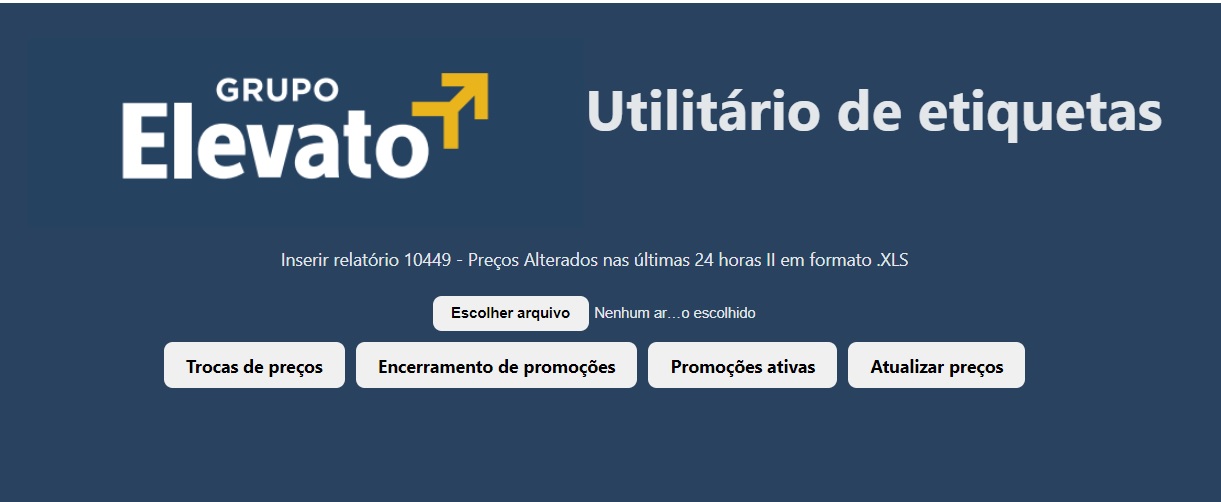 GRUPO
Elevato
Utilitário de etiquetas
Inserir relatório 10449 - Preços Alterados nas últimas 24 horas II em formato .XLS
Escolher arquivo Nenhum ar...o escolhido
Trocas de preços Encerramento de promoções Promoções ativas Atualizar preços